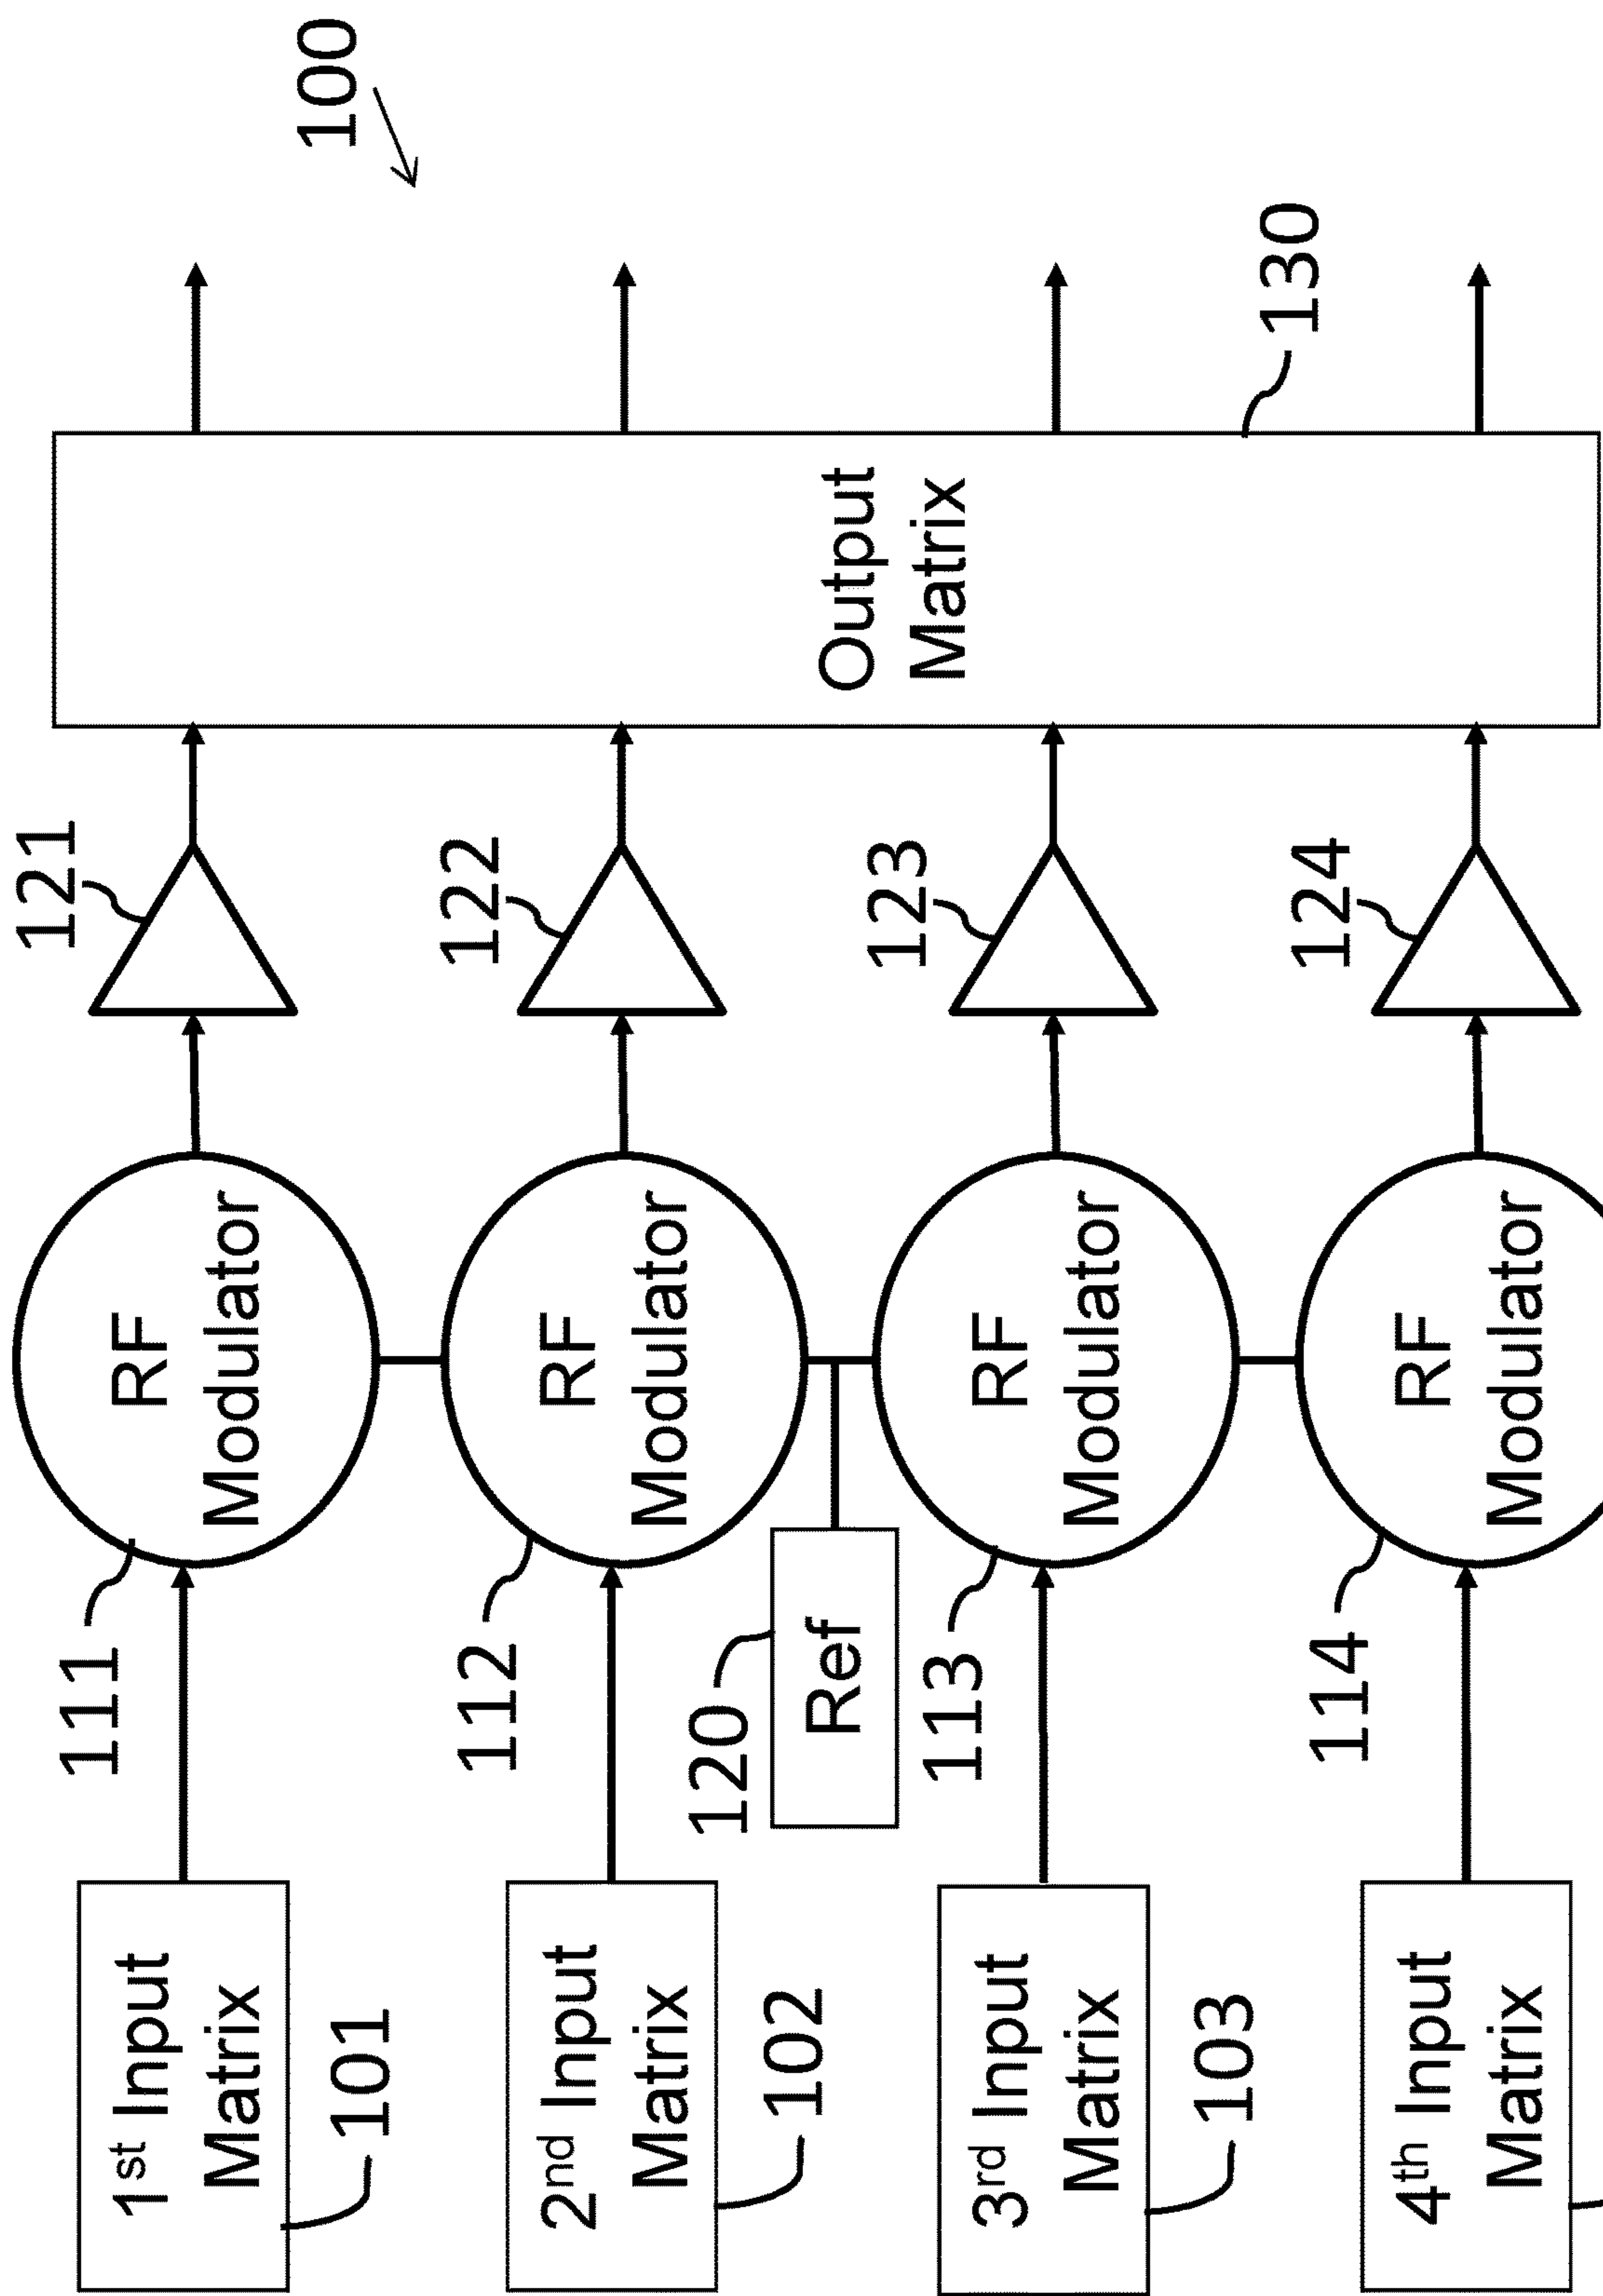 100
121
122
123
124
130
Output
Matrix
111
RF
Modulator
112
RF
Modulator
113
RF
Modulator
114
RF
Modulator
120
Ref
1st Input
Matrix
101
2nd Input
Matrix
102
3rd Input
Matrix
103
4th Input
Matrix